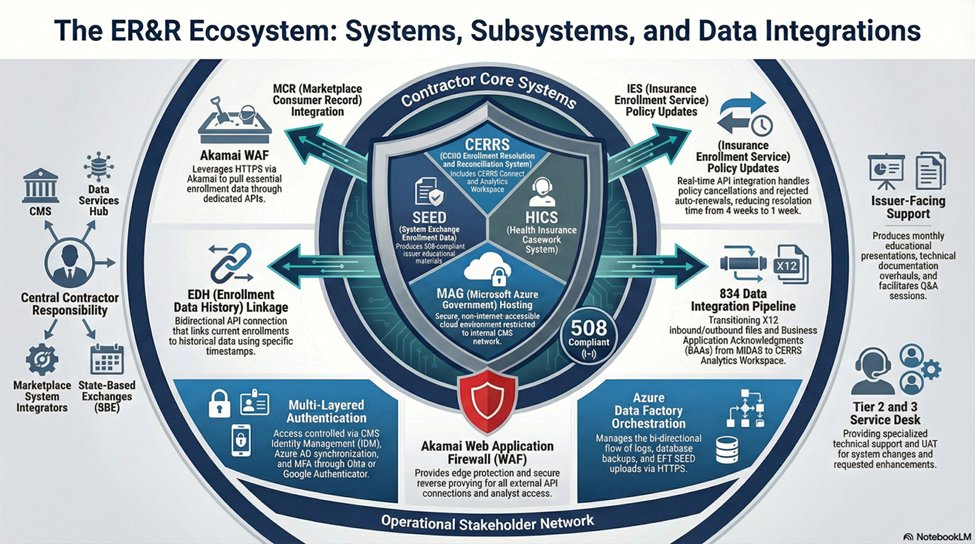 The ER&R Ecosystem: Systems, Subsystems, and Data Integrations
Contractor Core Systems
MCR (Marketplace
Consumer Record)
Integration
Akamai WAF
Leverages HTTPS via
Akamai to pull essential
enrollment data through
dedicated APIs.
IES (Insurance
Enrollment Service)
Policy Updates
(Insurance
Enrollment Service)
Policy Updates
Real-time API integration handles
policy cancellations and rejected
auto-renewals, reducing resolation
time from 4 weeks to 1 week.
CMS
Data
Services
Hub
Central Contractor
Responsibility
Marketplace
System
Integrators
State-Based
Exchanges
(SBE)
CERRS
(CCIIO Enrollment Resolution
and Reconciliation System)
Includes CERRS Connect and
Analytics
Workspace
SEED
(System Exchange
Enrollment Data)
Produces 508-compliant
issuer educational
materials
HICS
(Health Insurance
Casework
System)
MAG (Microsoft Azure
Government) Hosting
Secure, non-internet-accessible
cloud environment restricted
to internal CMS
network.
508
Compliant
EDH (Enrollment
Data History) Linkage
Bidirectional API connection
that links current enrollments
to historical data using specific
timestamps.
X12
834 Data
Integration Pipeline
Transitioning X12
inbound/outbound files and Business
Application Acknowledgments
(BAAs) from MIDAS to CERRS
Analytics Workspace.
Issuer-Facing
Support
Produces monthly
educational
presentations, technical
documentation
overhauls, and
facilitares Q&A
sessions.
Tier 2 and 3
Service Desk
Providing specialized
technical support and UAT
for system changes and
requested enhancements.
Multi-Layered
Authentication
Access controlled via CMS
Identity Management (IDM),
Azure AD synchronization,
and MFA through Ohta or
Google Authenticator.
Akamai Web Application
Firewall (WAF)
Provides edge protection and secure
reverse provying for all external API
connections and analyst access.
Azure
Data Factory
Orchestration
Manages the bi-directional
flow of logs, database
backups, and EFT SEED
uploads via HTTPS.
Operational Stakeholder Network
NotebookLM